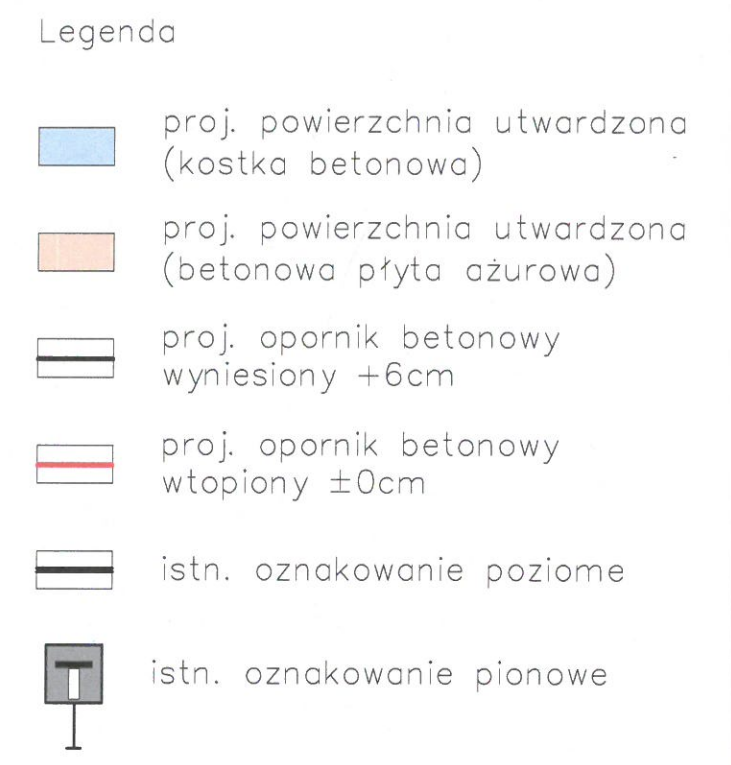 Legenda
proj. powierzchnia utwardzona
(kostka betonowa)
proj. powierzchnia utwardzona
(betonowa płyta ażurowa)
proj. opornik betonowy
wyniesiony +6cm
proj. opornik betonowy
wtopiony ±0cm
istn. oznakowanie poziome
istn. oznakowanie pionowe